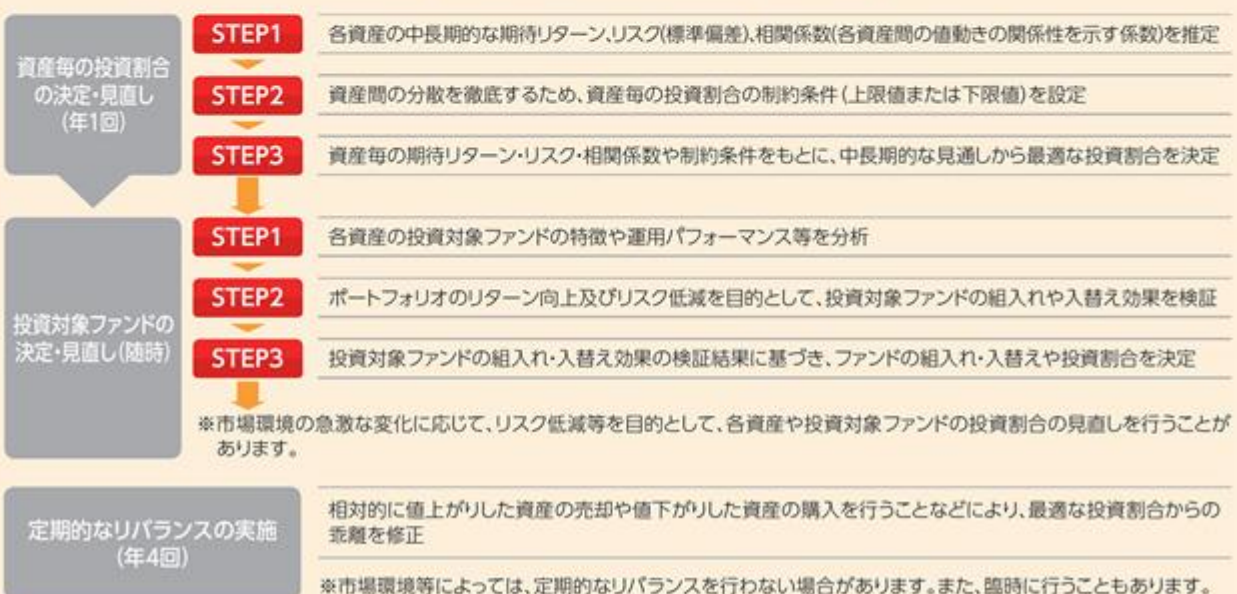 資産毎の投資割合
の決定・見直し
(年1回)
STEP1
各資産の中長期的な期待リターン、リスク(標準偏差)、相関係数(各資産間の値動きの関係性を示す係数)を推定
STEP2
資産間の分散を徹底するため、資産毎の投資割合の制約条件(上限値または下限値)を設定
STEP3
資産毎の期待リターン・リスク・相関係数や制約条件をもとに、中長期的な見通しから最適な投資割合を決定
投資対象ファンドの
決定・見直し(随時)
STEP1
各資産の投資対象ファンドの特徴や運用パフォーマンス等を分析
STEP2
ポートフォリオのリターン向上及びリスク低減を目的として、投資対象ファンドの組入れや入替え効果を検証
STEP3
投資対象ファンドの組入れ・入替え効果の検証結果に基づき、ファンドの組入れ・入替えや投資割合を決定
※市場環境の急激な変化に応じて、リスク低減等を目的として、各資産や投資対象ファンドの投資割合の見直しを行うことが
あります。
定期的なリバランスの実施
(年4回)
相対的に値上がりした資産の売却や値下がりした資産の購入を行うことなどにより、最適な投資割合からの
乖離を修正
※市場環境等によっては、定期的なリバランスを行わない場合があります。また、臨時に行うこともあります。